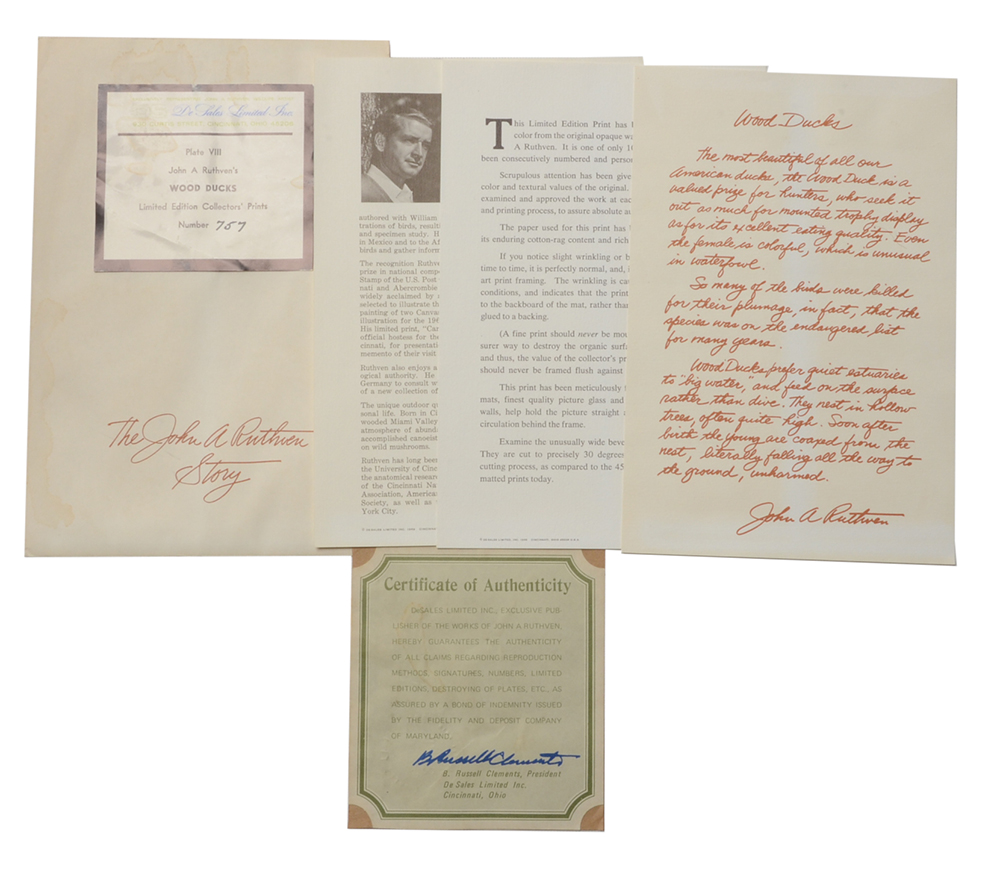 De Sales Limited Inc.
STREET, CINCINNATI, OHIO
Plate VIII
John A Ruthven's
WOOD DUCKS
Limited Edition Collectors' Prints
Number 757
The John A Ruthven
Story
authored with William
trations of birds, result
and specimen study. H
in Mexico and to the Af
birds and gather inform
The recognition Ruthve
prize in national comp
Stamp of the U.S. Post
nati and Abercrombie
widely acclaimed by
selected to illustrate th
painting of two Canva
illustration for the 196
His limited print, "Car
official hostess for the
cinnati, for presentati
memento of their visit
Ruthven also enjoys a
ogical authority. He
Germany to consult w
of a new collection of
The unique outdoor up
sonal life. Born in Ci
wooded Miami Valley
atmosphere of abund
accomplished canoeist
on wild mushrooms.
Ruthven has long been
the University of Cinc
the anatomical resear
of the Cincinnati Na
Association, America
Society, as well as
York City.
This Limited Edition Print has
color from the original opaque wa
A Ruthven. It is one of only 10
been consecutively numbered and person
Scrupulous attention has been give
color and textural values of the original.
examined and approved the work at eac
and printing process, to assure absolute a
The paper used for this print has
its enduring cotton-rag content and rich
If you notice slight wrinkling or b
time to time, it is perfectly normal, and,
art print framing. The wrinkling is ca
conditions, and indicates that the print
to the backboard of the mat, rather than
glued to a backing.
(A fine print should never be mou
surer way to destroy the organic surf
and thus, the value of the collector's pr
should never be framed flush against
This print has been meticulously
mats, finest quality picture glass and
walls, help hold the picture straight
circulation behind the frame.
Examine the unusually wide beve
They are cut to precisely 30 degrees
cutting process, as compared to the 45
matted prints today.
Wood Ducks
The most beautiful of all our
American ducks, the Wood Duck is a
valued prize for hunters, who seek it
out as much for mounted trophy display
as for its excellent eating quality. Even
the female is colorful, which is unusual
in waterfowl.
So many of the birds were killed
for their plumage, in fact, that the
species was on the endangered list
for many years.
Wood Ducks prefer quiet estuaries
to "big water," and feed on the surface
rather than dive. They nest in hollow
trees, often quite high. Soon after
birth the young are coaxed from the
nest, literally falling all the way to
the ground, unharmed.
John A Ruthven
Certificate of Authenticity
DeSALES LIMITED INC., EXCLUSIVE PUB-
LISHER OF THE WORKS OF JOHN A RUTHVEN,
HEREBY GUARANTEES THE AUTHENTICITY
OF ALL CLAIMS REGARDING REPRODUCTION
METHODS, SIGNATURES, NUMBERS, LIMITED
EDITIONS, DESTROYING OF PLATES, ETC., AS
ASSURED BY A BOND OF INDEMNITY ISSUED
BY THE FIDELITY AND DEPOSIT COMPANY
OF MARYLAND.
B. Russell Clements
B. Russell Clements, President
De Sales Limited Inc.
Cincinnati, Ohio